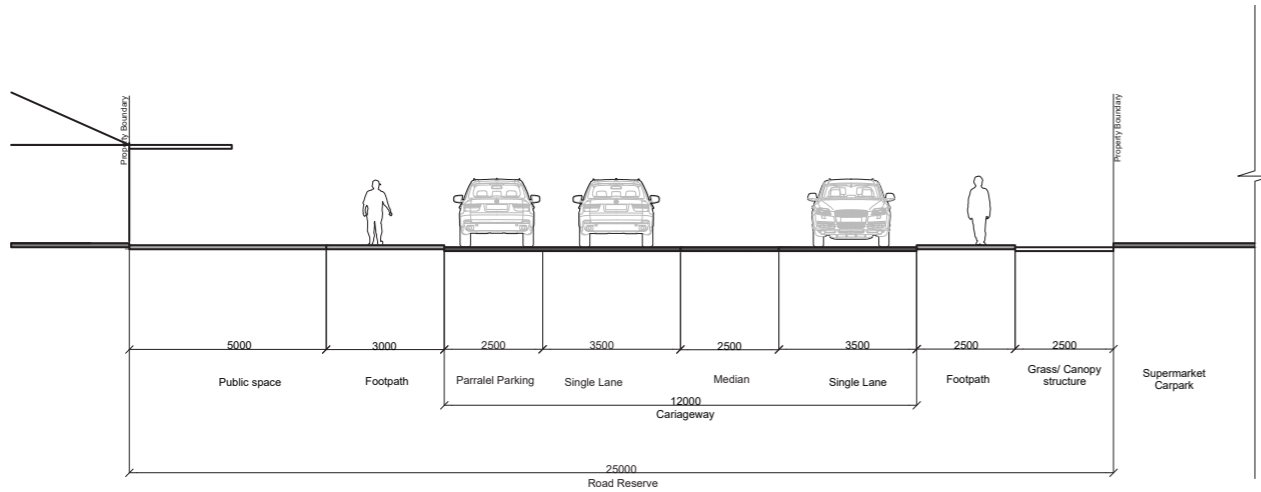 Property Boundary
Property Boundary
5000
3000
2500
3500
2500
3500
2500
2500
Public space
Footpath
Parralel Parking
Single Lane
Median
Single Lane
Footpath
Grass/ Canopy
structure
Supermarket
Carpark
12000
Cariageway
25000
Road Reserve